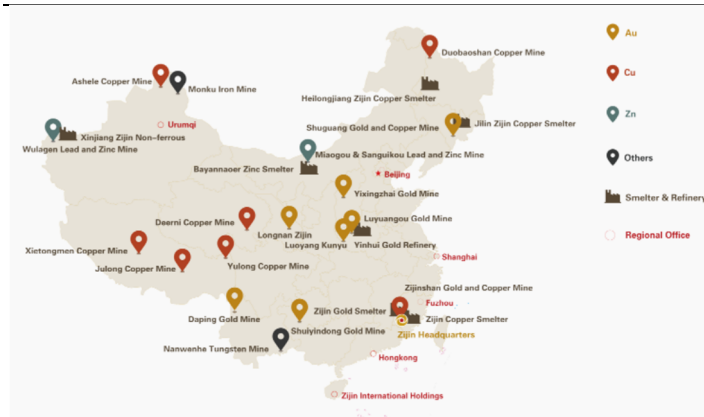 Duobaoshan Copper Mine
Au
Ashele Copper Mine
Monku Iron Mine
Cu
Heilongjiang Zijin Copper Smelter
Urumqi
Zn
Shuguang Gold and Copper Mine
Jilin Zijin Copper Smelter
Xinjiang Zijin Non-ferrous
Wulagen Lead and Zinc Mine
Miaogou & Sanguikou Lead and Zinc Mine
Others
Bayannaoer Zinc Smelter
Beijing
Yixingzhai Gold Mine
Smelter & Refinery
Deerni Copper Mine
Luyuangou Gold Mine
Longnan Zijin
Luoyang Kunyu
Yinhui Gold Refinery
Regional Office
Xietongmen Copper Mine
Julong Copper Mine
Yulong Copper Mine
Shanghai
Zijinshan Gold and Copper Mine
Fuzhou
Daping Gold Mine
Zijin Gold Smelter
Zijin Copper Smelter
Shuiyindong Gold Mine
Zijin Headquarters
Nanwenhe Tungsten Mine
Hongkong
Zijin International Holdings